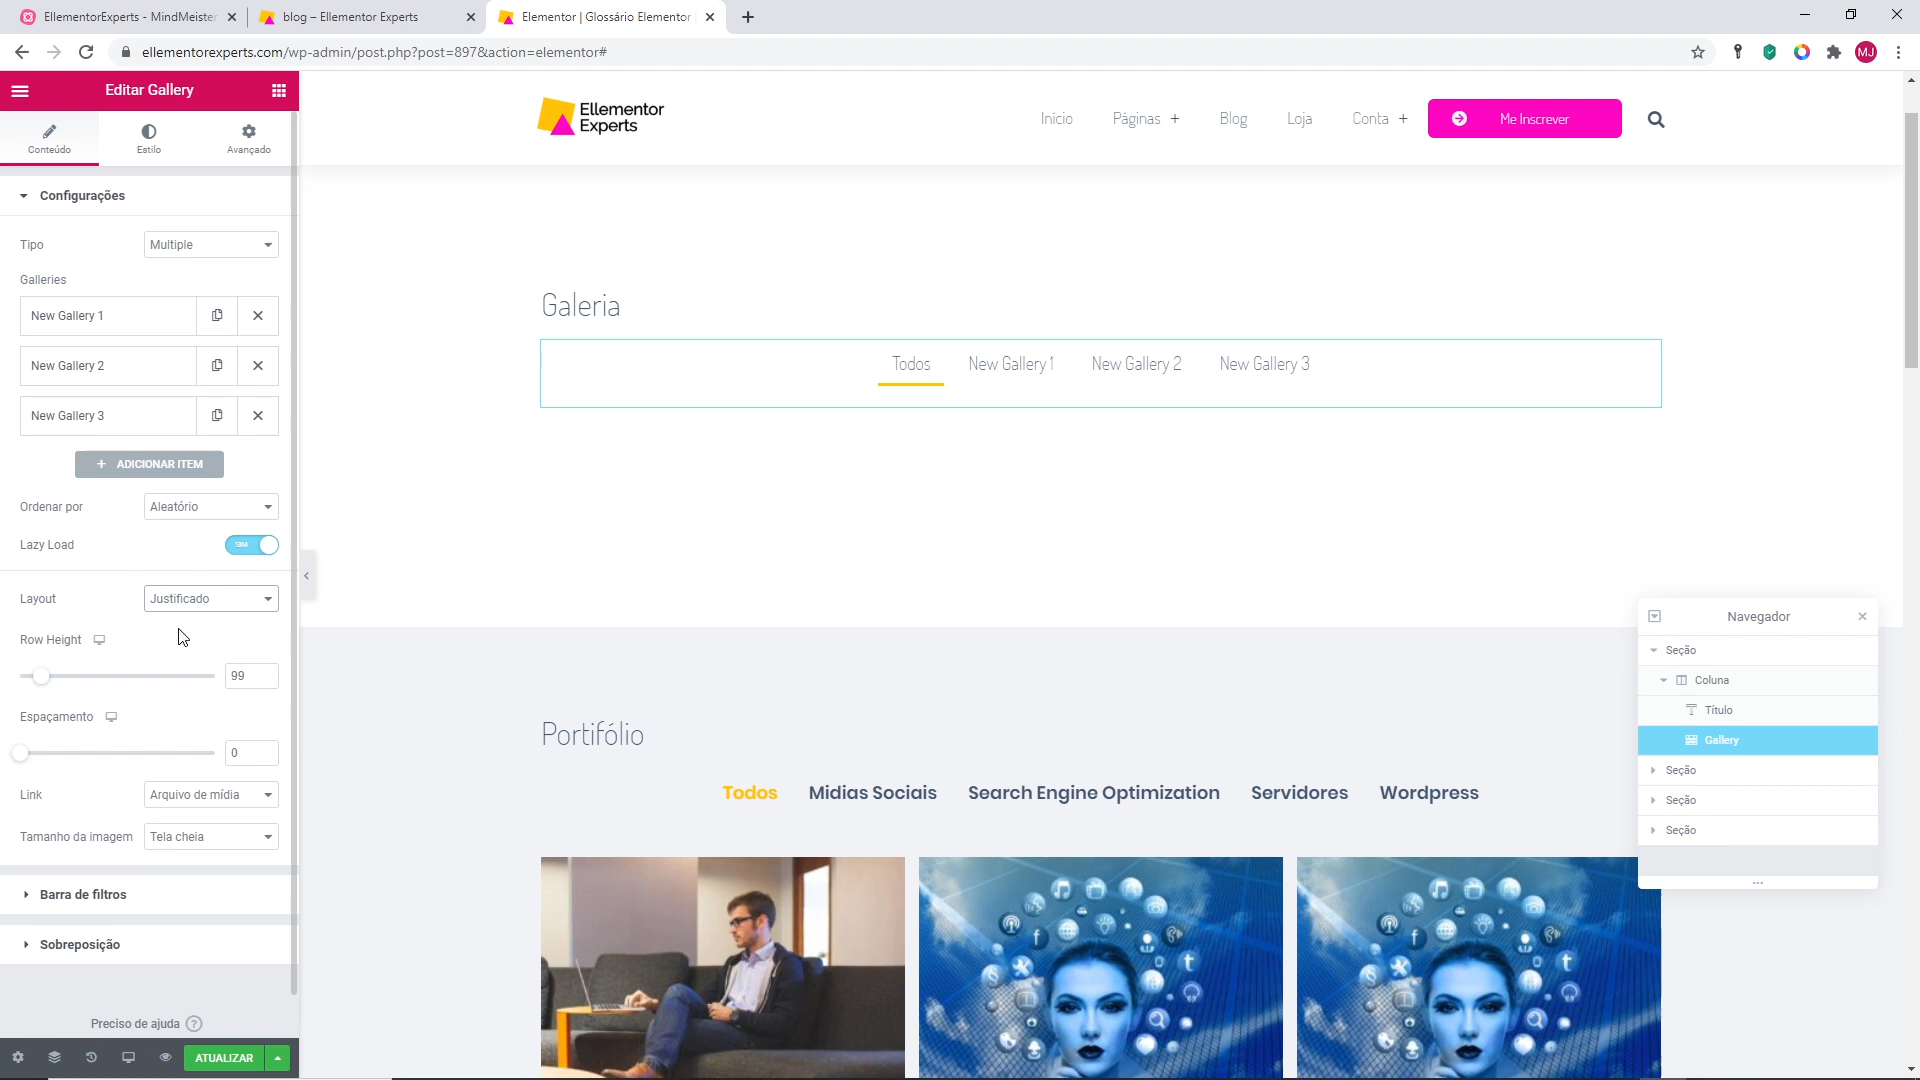 EllementorExperts - MindMeister
blog – Ellementor Experts
Elementor | Glossário Elementor
ellementorexperts.com/wp-admin/post.php?post=897&action=elementor#
MJ
Editar Gallery
Conteúdo
Estilo
Avançado
Configurações
Tipo
Multiple
Galleries
New Gallery 1
New Gallery 2
New Gallery 3
+ ADICIONAR ITEM
Ordenar por
Aleatório
Lazy Load
SIM
Layout
Justificado
Row Height
99
Espaçamento
0
Link
Arquivo de mídia
Tamanho da imagem
Tela cheia
Barra de filtros
Sobreposição
Preciso de ajuda ?
ATUALIZAR
Ellementor
Experts
Início
Páginas +
Blog
Loja
Conta +
Me Inscrever
Galeria
Todos
New Gallery 1
New Gallery 2
New Gallery 3
Portifólio
Todos
Midias Sociais
Search Engine Optimization
Servidores
Wordpress
Navegador
Seção
Coluna
Título
Gallery
Seção
Seção
Seção